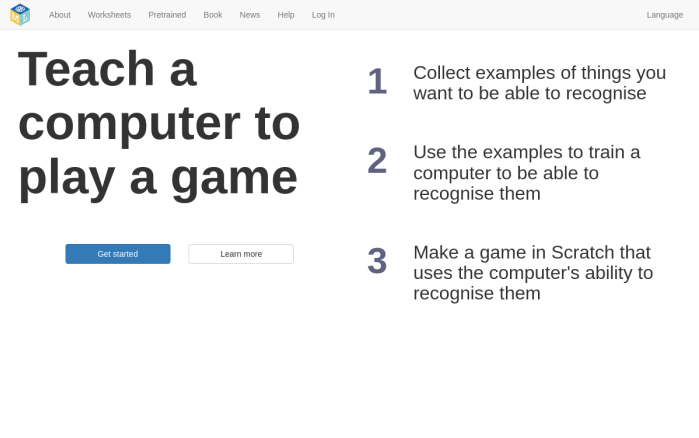 About Worksheets Pretrained Book News Help Log In Language
Teach a
computer to
play a game
Get started Learn more
1 Collect examples of things you
want to be able to recognise
2 Use the examples to train a
computer to be able to
recognise them
3 Make a game in Scratch that
uses the computer's ability to
recognise them